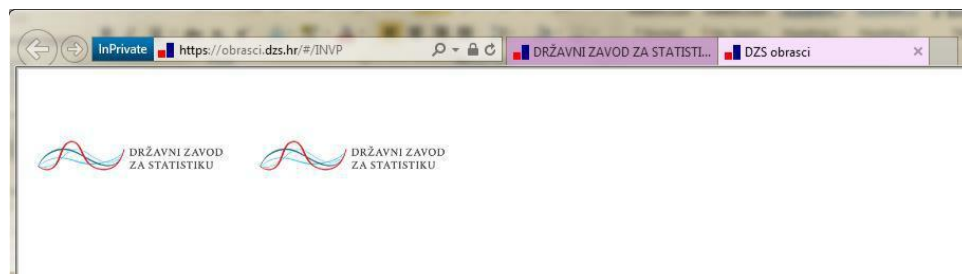 InPrivate https://obrasci.dzs.hr/#/INVP DRŽAVNI ZAVOD ZA STATISTI... DZS obrasci
DRŽAVNI ZAVOD
ZA STATISTIKU
DRŽAVNI ZAVOD
ZA STATISTIKU